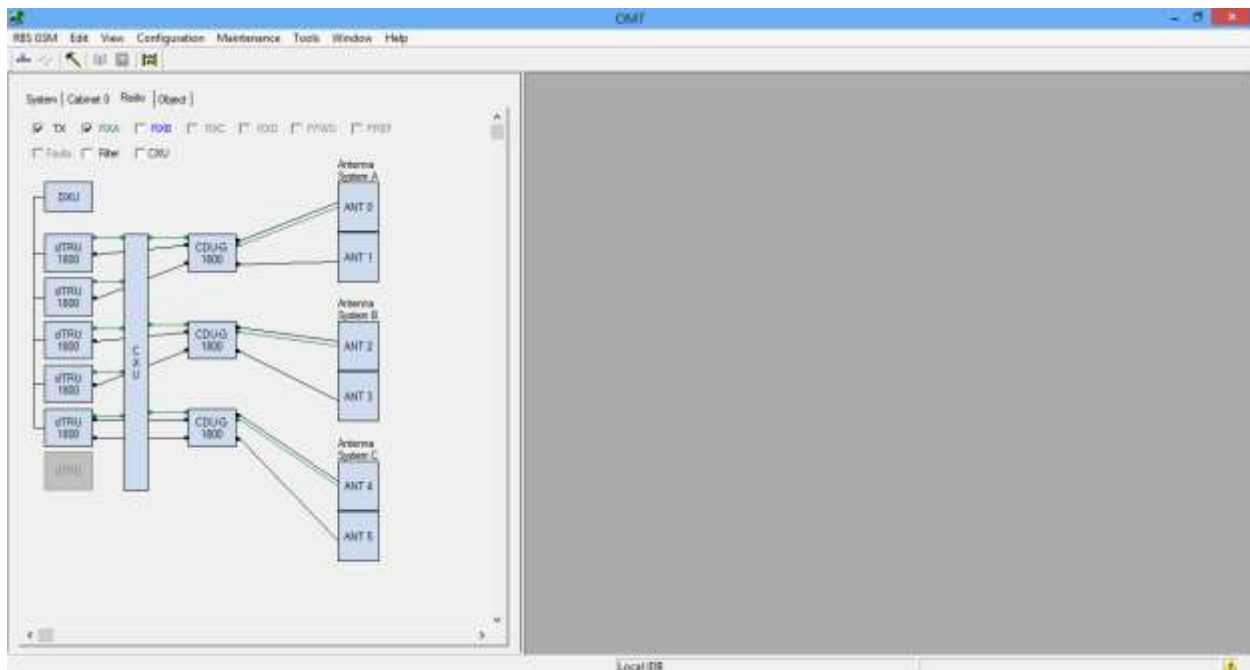 OMT
RBS GSM Edit View Configuration Maintenance Tools Window Help
System Cabinet 0 Radio Object
TX RXA RXB RXC RXD PFWD PREF
Faults Filter CXU
Antenna
System A
DXU
ANT 0
dTRU
1800
CDU-G
1800
ANT 1
dTRU
1800
Antenna
System B
dTRU
1800
CXU
CDU-G
1800
ANT 2
dTRU
1800
ANT 3
dTRU
1800
CDU-G
1800
Antenna
System C
dTRU
ANT 4
ANT 5
Local IDB